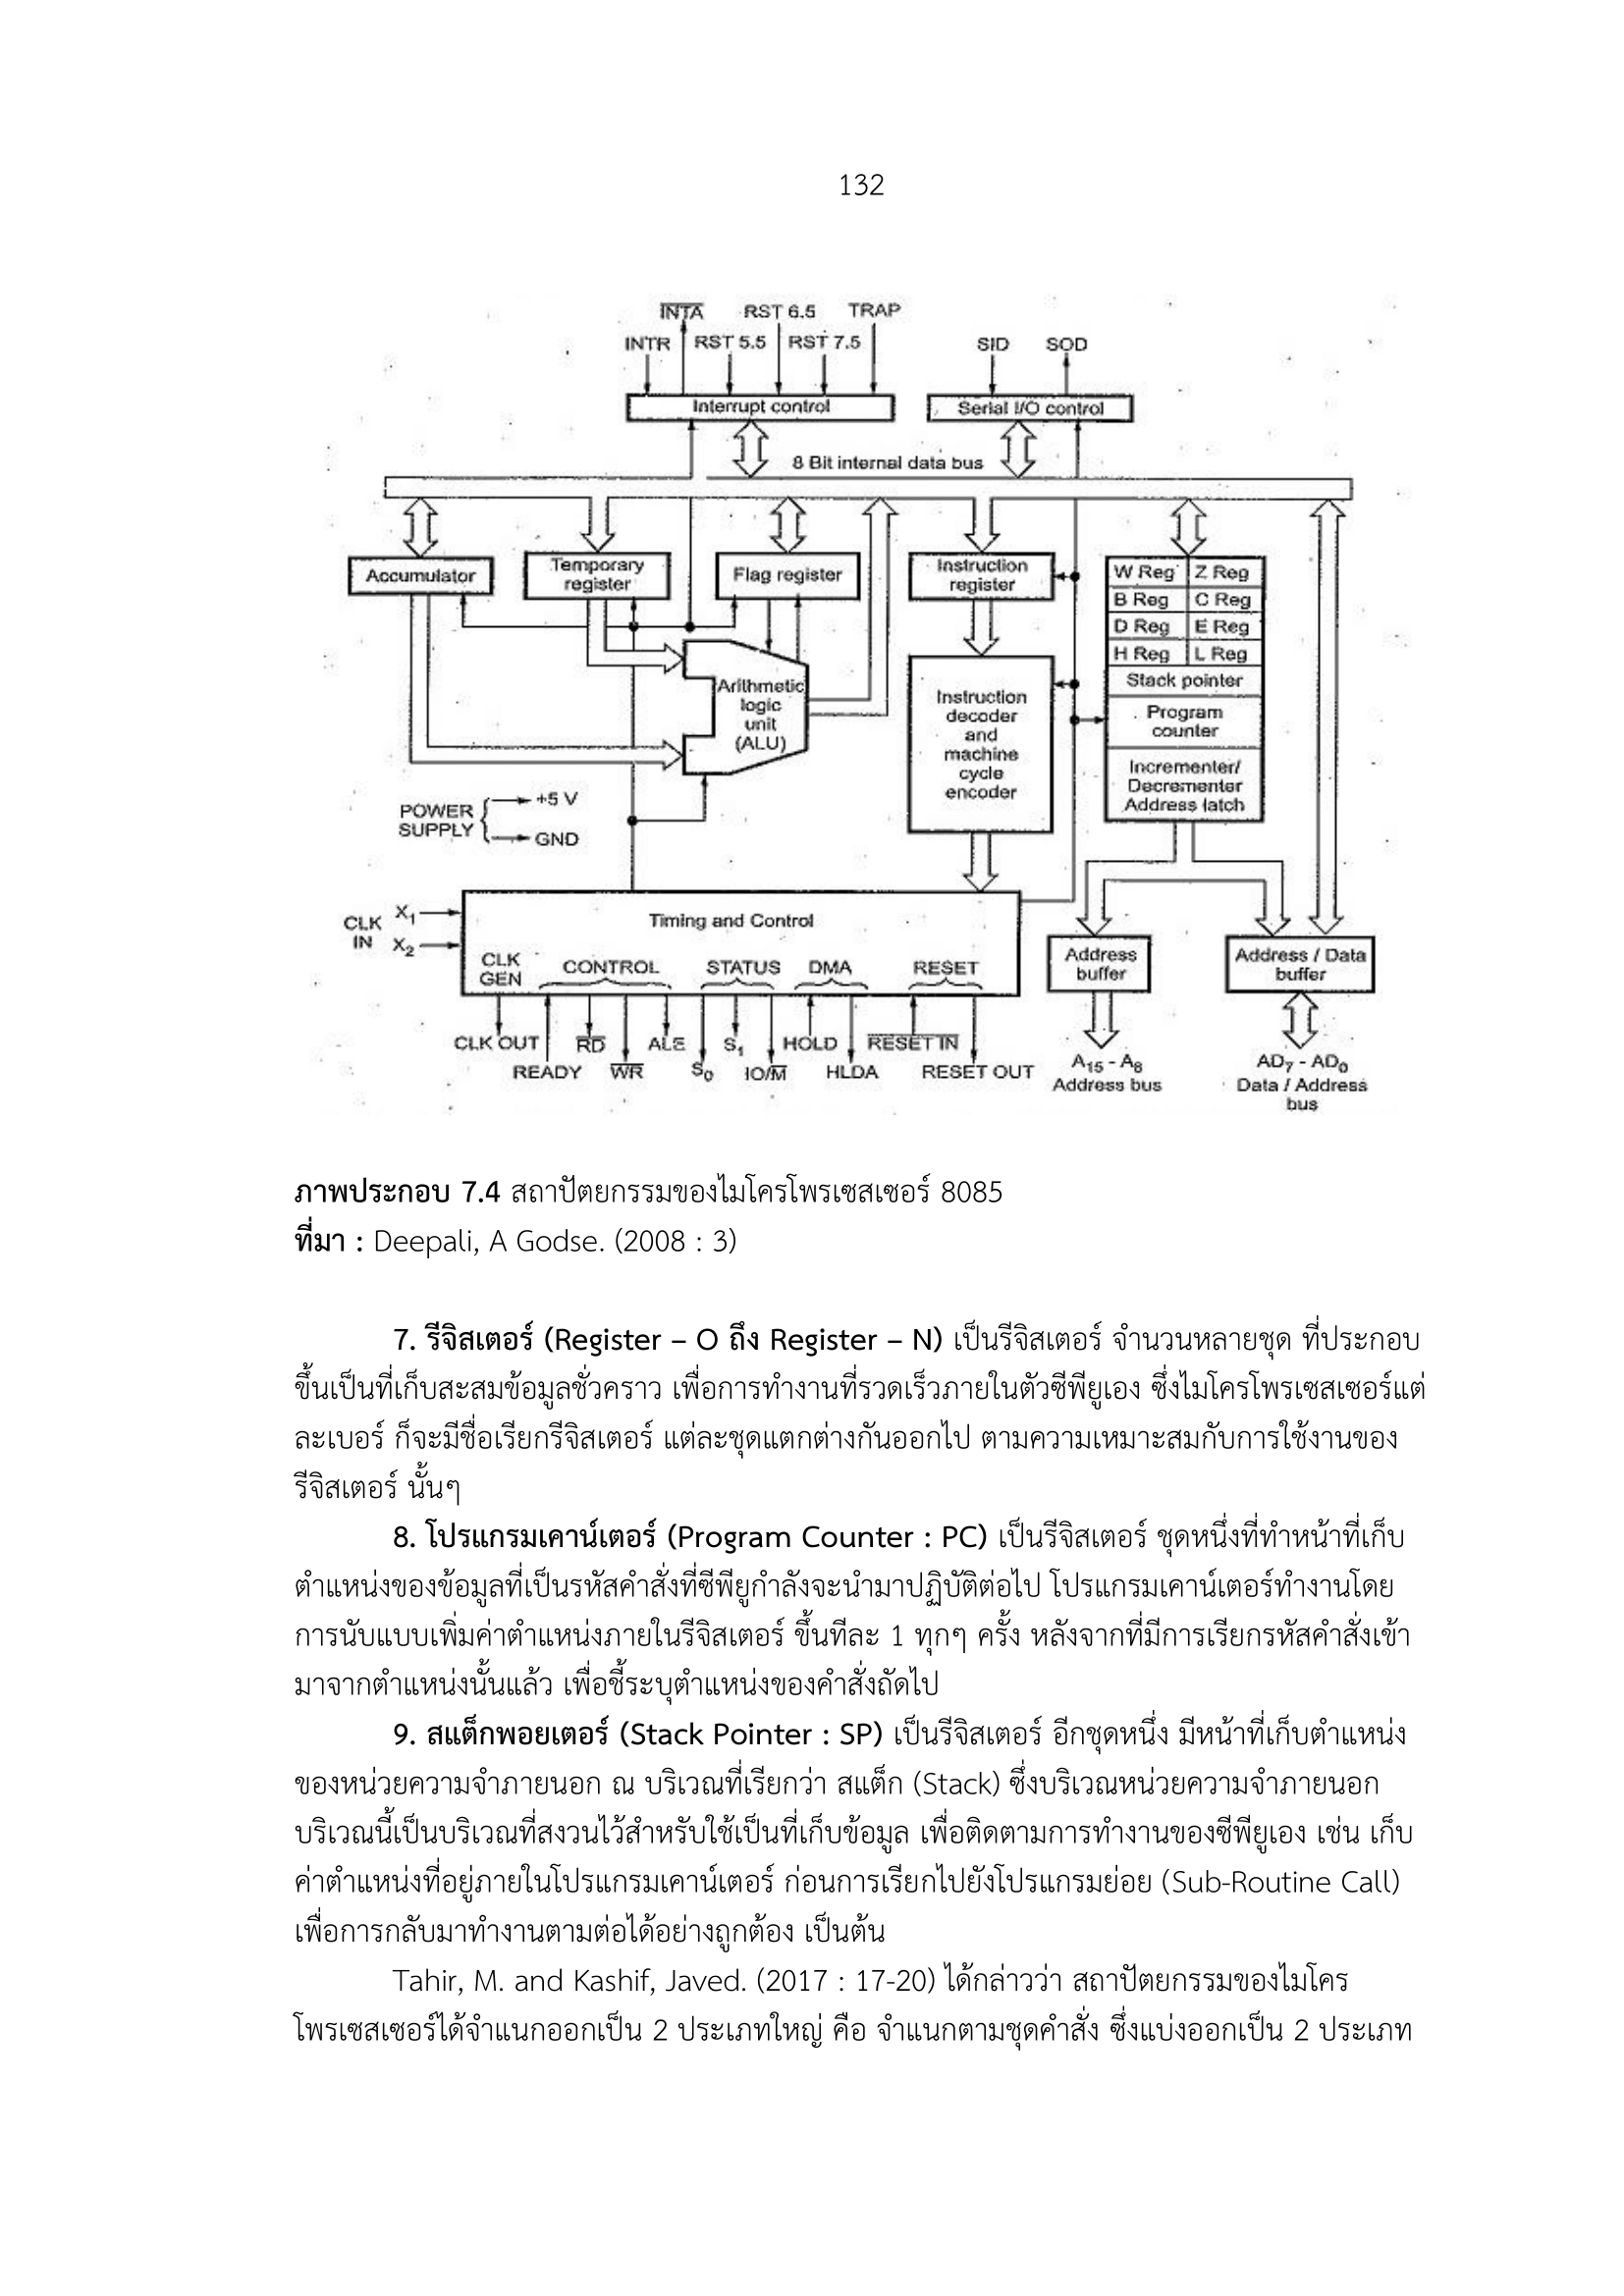 132
INTA RST 6.5 TRAP
INTR RST 5.5 RST 7.5 SID SOD
Interrupt control Serial I/O control
8 Bit internal data bus
Accumulator
Temporary
register
Flag register
Instruction
register
W Reg Z Reg
B Reg C Reg
D Reg E Reg
H Reg L Reg
Stack pointer
Program
counter
Incrementer/
Decrementer
Address latch
Arithmetic
logic
unit
(ALU)
Instruction
decoder
and
machine
cycle
encoder
POWER
SUPPLY
+5 V
GND
CLK
IN
X1
X2
Timing and Control
CLK
GEN
CONTROL STATUS DMA RESET
Address
buffer
Address / Data
buffer
CLK OUT RD ALE S1 HOLD RESET IN
READY WR S0 IO/M HLDA RESET OUT
A15 - A8
Address bus
AD7 - AD0
Data / Address
bus
ภาพประกอบ 7.4 สถาปัตยกรรมของไมโครโพรเซสเซอร์ 8085
ที่มา : Deepali, A Godse. (2008 : 3)
7. รีจิสเตอร์ (Register – O ถึง Register – N) เป็นรีจิสเตอร์ จำนวนหลายชุด ที่ประกอบ
ขึ้นเป็นที่เก็บสะสมข้อมูลชั่วคราว เพื่อการทำงานที่รวดเร็วภายในตัวซีพียูเอง ซึ่งไมโครโพรเซสเซอร์แต่
ละเบอร์ ก็จะมีชื่อเรียกรีจิสเตอร์ แต่ละชุดแตกต่างกันออกไป ตามความเหมาะสมกับการใช้งานของ
รีจิสเตอร์ นั้นๆ
8. โปรแกรมเคาน์เตอร์ (Program Counter : PC) เป็นรีจิสเตอร์ ชุดหนึ่งที่ทำหน้าที่เก็บ
ตำแหน่งของข้อมูลที่เป็นรหัสคำสั่งที่ซีพียูกำลังจะนำมาปฏิบัติต่อไป โปรแกรมเคาน์เตอร์ทำงานโดย
การนับแบบเพิ่มค่าตำแหน่งภายในรีจิสเตอร์ ขึ้นทีละ 1 ทุกๆ ครั้ง หลังจากที่มีการเรียกรหัสคำสั่งเข้า
มาจากตำแหน่งนั้นแล้ว เพื่อชี้ระบุตำแหน่งของคำสั่งถัดไป
9. สแต็กพอยเตอร์ (Stack Pointer : SP) เป็นรีจิสเตอร์ อีกชุดหนึ่ง มีหน้าที่เก็บตำแหน่ง
ของหน่วยความจำภายนอก ณ บริเวณที่เรียกว่า สแต็ก (Stack) ซึ่งบริเวณหน่วยความจำภายนอก
บริเวณนี้เป็นบริเวณที่สงวนไว้สำหรับใช้เป็นที่เก็บข้อมูล เพื่อติดตามการทำงานของซีพียูเอง เช่น เก็บ
ค่าตำแหน่งที่อยู่ภายในโปรแกรมเคาน์เตอร์ ก่อนการเรียกไปยังโปรแกรมย่อย (Sub-Routine Call)
เพื่อการกลับมาทำงานตามต่อได้อย่างถูกต้อง เป็นต้น
Tahir, M. and Kashif, Javed. (2017 : 17-20) ได้กล่าวว่า สถาปัตยกรรมของไมโคร
โพรเซสเซอร์ได้จำแนกออกเป็น 2 ประเภทใหญ่ คือ จำแนกตามชุดคำสั่ง ซึ่งแบ่งออกเป็น 2 ประเภท